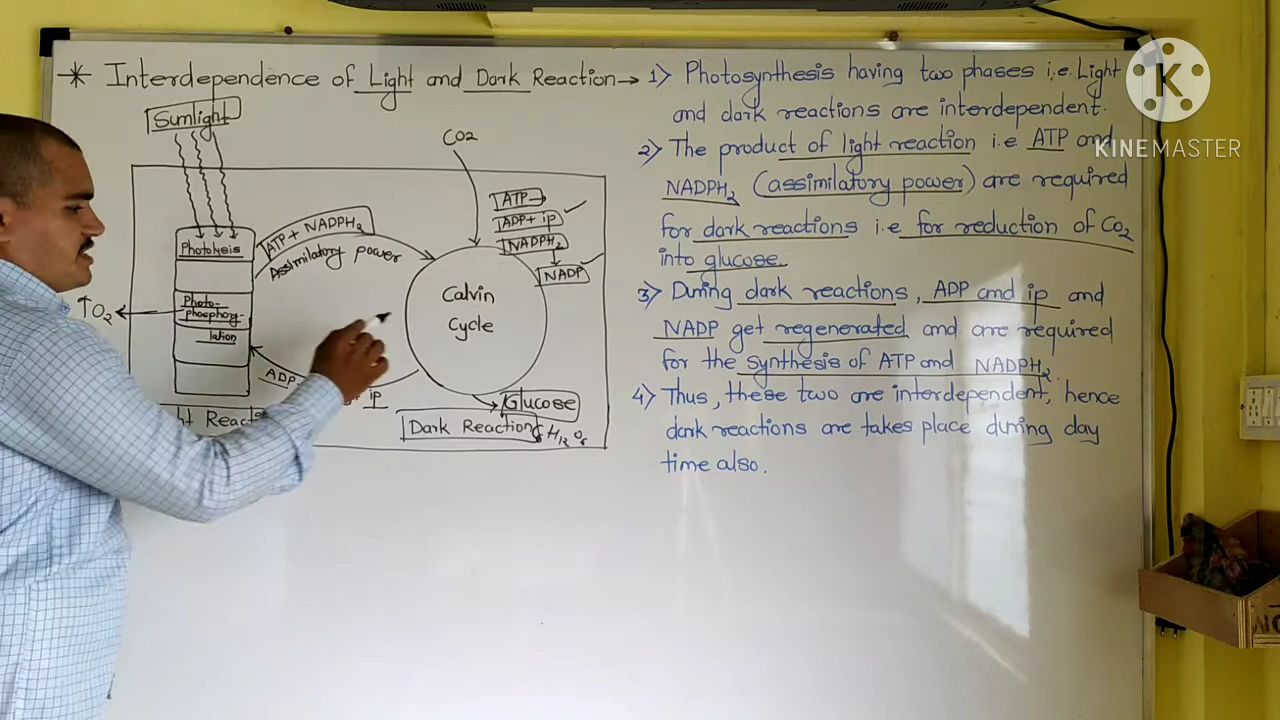 * Interdependence of Light and Dark Reaction →
Sunlight
CO2
Photolysis
ATP + NADPH2
Assimilatory power
ATP
ADP + ip
NADPH2
NADP
↑O2
Photo-
phosphory-
lation
Calvin
Cycle
ADP
+ ip
Glucose
C6H12O6
Dark Reaction
1) Photosynthesis having two phases i.e. Light
and dark reactions are interdependent.
2) The product of light reaction i.e ATP and
NADPH2 (assimilatory power) are required
for dark reactions i.e for reduction of CO2
into glucose.
3) During dark reactions, ADP and ip and
NADP get regenerated and are required
for the synthesis of ATP and NADPH2.
4) Thus, these two are interdependent, hence
dark reactions are takes place during day
time also.
K
KINEMASTER